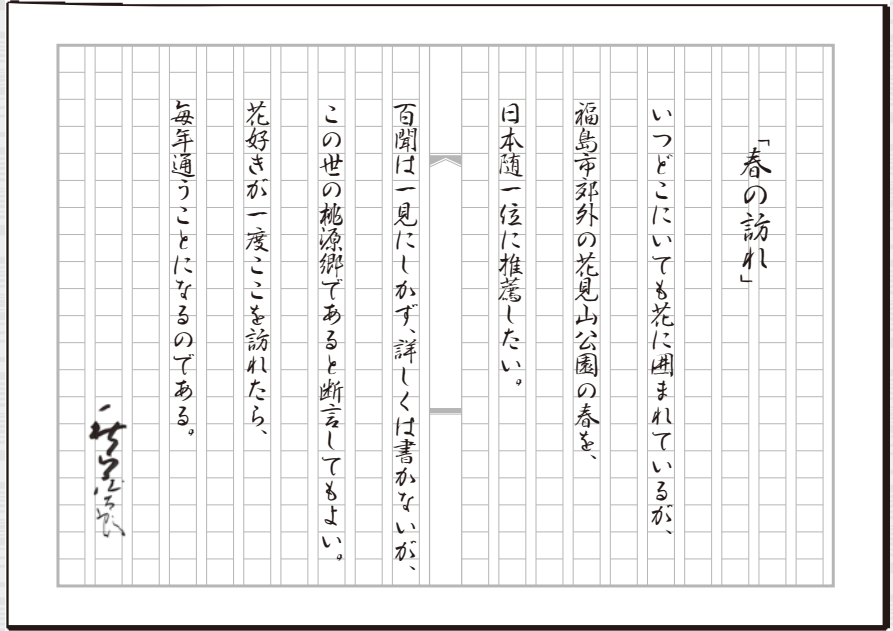 「春の訪れ」
いつどこにいても花に囲まれているが、
福島市郊外の花見山公園の春を、
日本随一位に推薦したい。
百聞は一見にしかず、詳しくは書かないが、
この世の桃源郷であると断言してもよい。
花好きが一度ここを訪れたら、
毎年通うことになるのである。